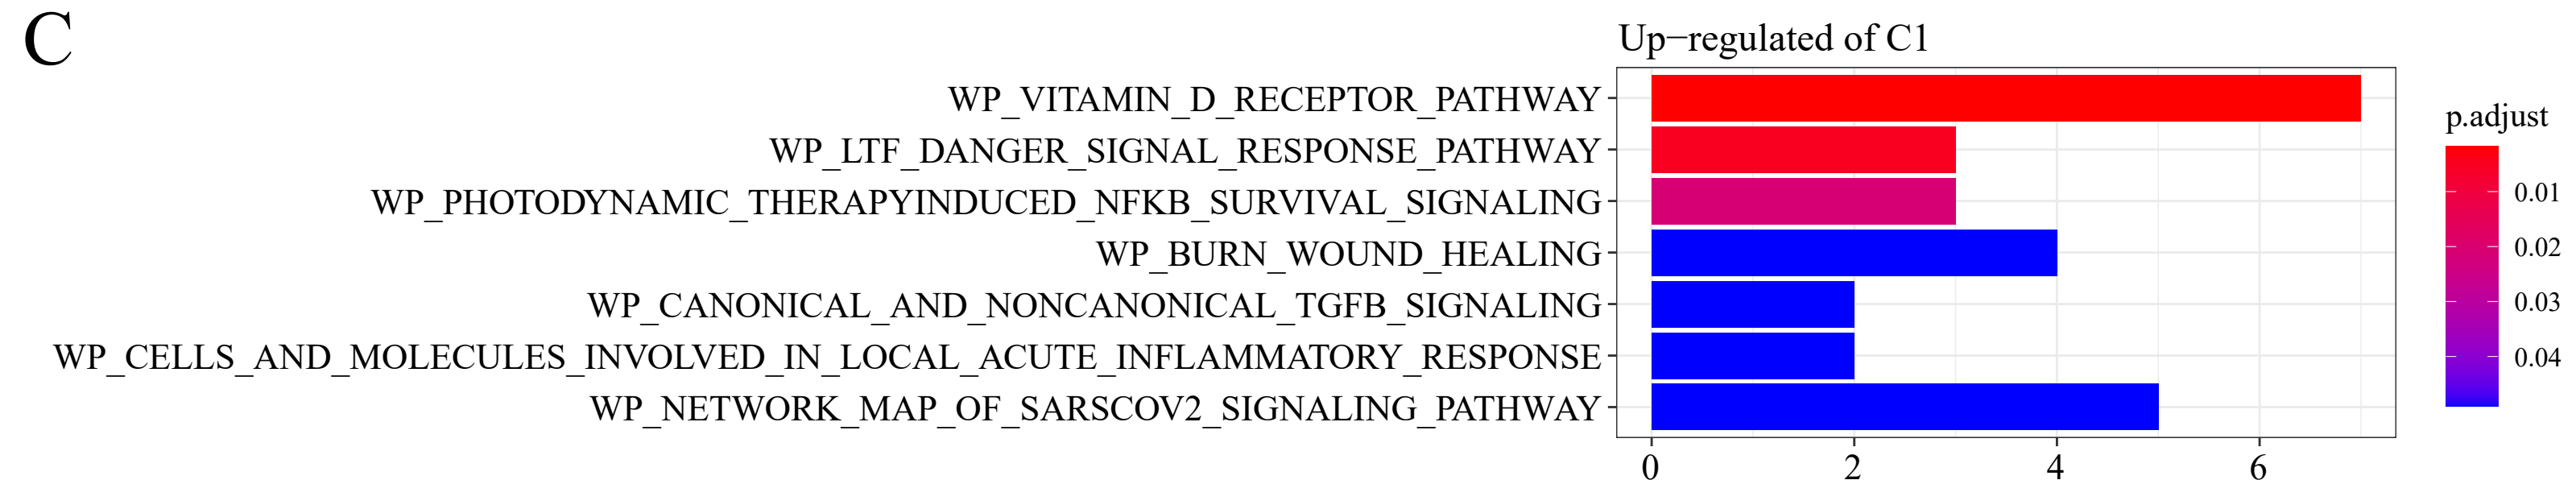 C
Up−regulated of C1
WP_VITAMIN_D_RECEPTOR_PATHWAY
WP_LTF_DANGER_SIGNAL_RESPONSE_PATHWAY
WP_PHOTODYNAMIC_THERAPYINDUCED_NFKB_SURVIVAL_SIGNALING
WP_BURN_WOUND_HEALING
WP_CANONICAL_AND_NONCANONICAL_TGFB_SIGNALING
WP_CELLS_AND_MOLECULES_INVOLVED_IN_LOCAL_ACUTE_INFLAMMATORY_RESPONSE
WP_NETWORK_MAP_OF_SARSCOV2_SIGNALING_PATHWAY
0 2 4 6
p.adjust
0.01
0.02
0.03
0.04